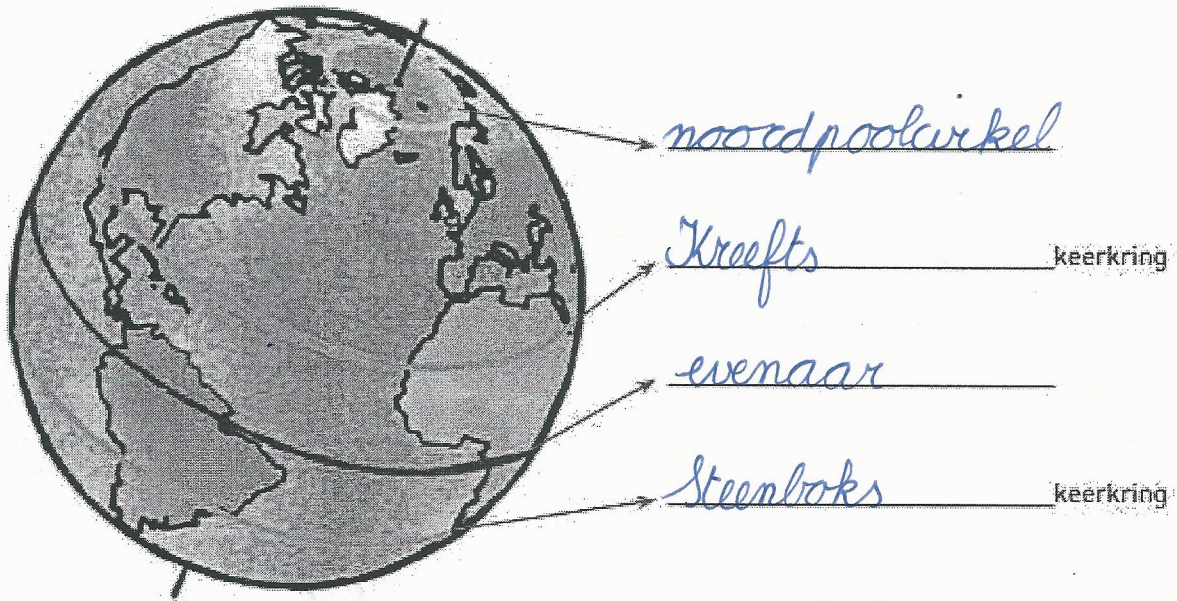 noordpoolcirkel
Kreefts keerkring
evenaar
Steenboks keerkring